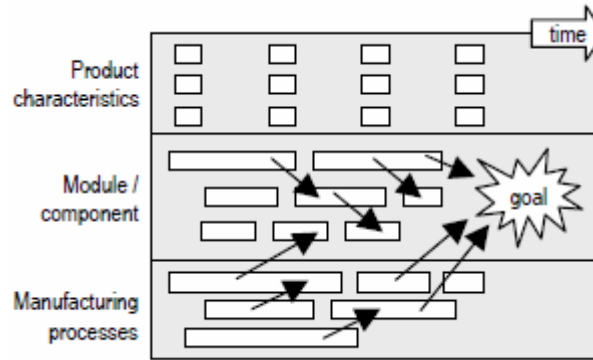 time
Product
characteristics
Module /
component
goal
Manufacturing
processes